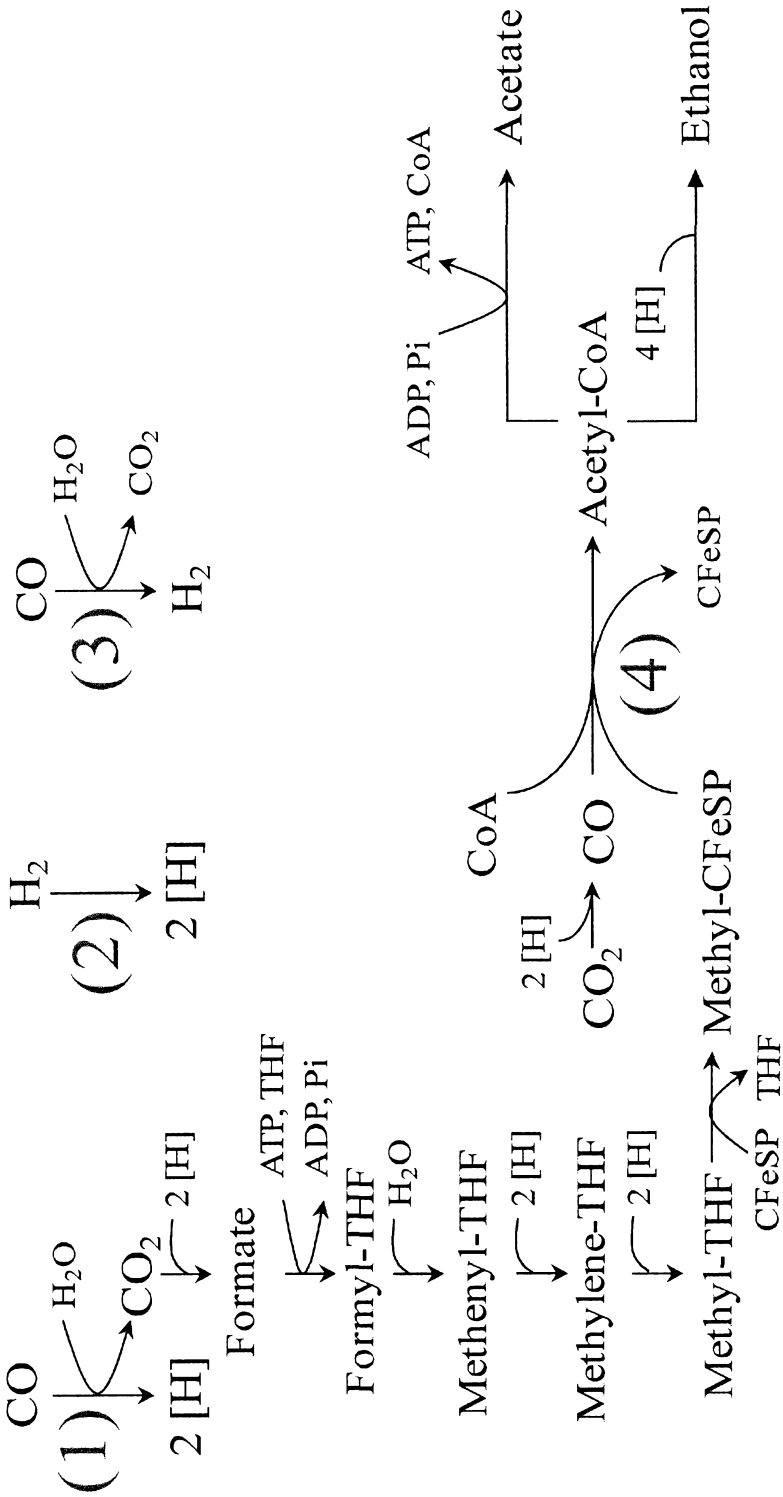 CO
H2O
(1)
2 [H]
CO2
2 [H]
Formate
ATP, THF
ADP, Pi
Formyl-THF
H2O
Methenyl-THF
2 [H]
Methylene-THF
2 [H]
Methyl-THF
CFeSP
THF
Methyl-CFeSP
H2
(2)
2 [H]
CO
H2O
(3)
CO2
H2
2 [H]
CO2
CO
CoA
(4)
CFeSP
Acetyl-CoA
ADP, Pi
ATP, CoA
Acetate
4 [H]
Ethanol